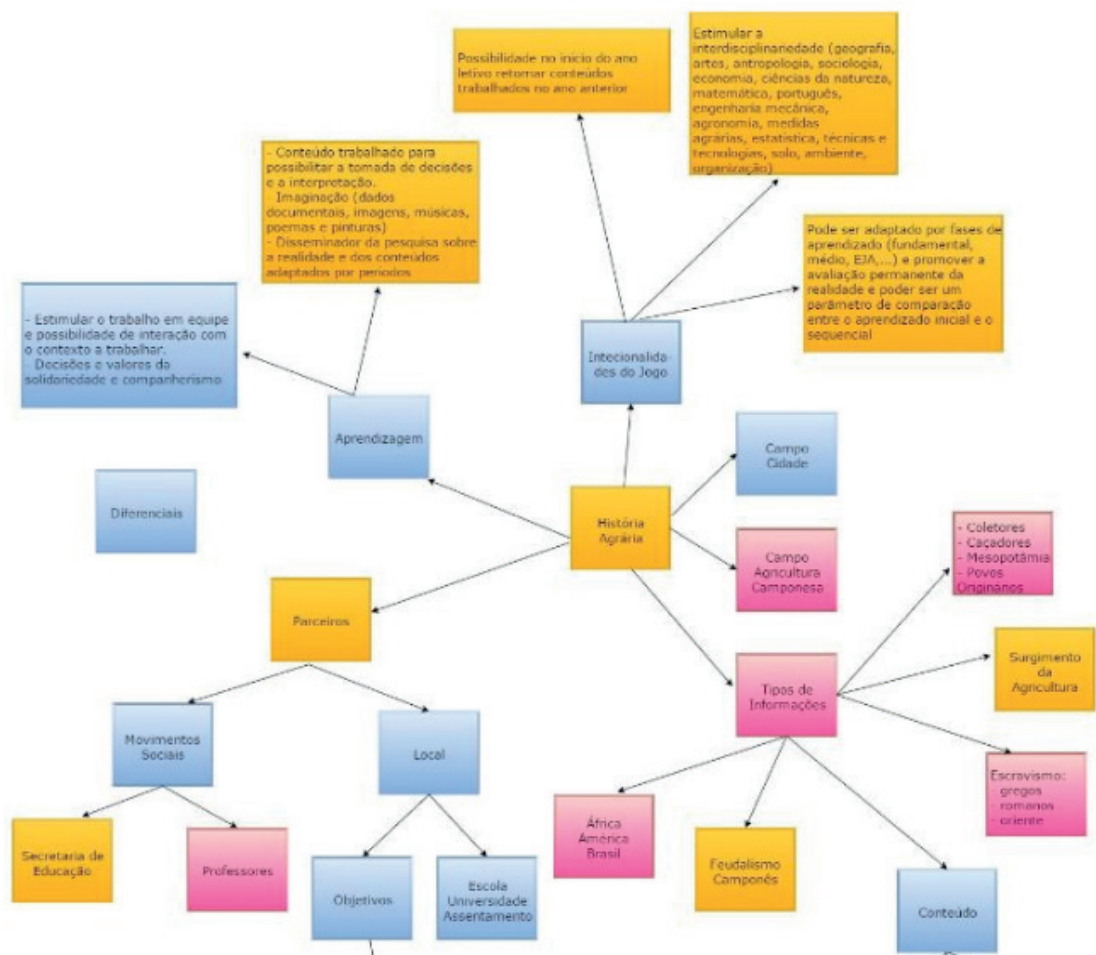 Possibilidade no inicio do ano
letivo retomar conteúdos
trabalhados no ano anterior
Estimular a
interdisciplinariedade (geografia,
artes, antropologia, sociologia,
economia, ciências da natureza,
matemática, português,
engenharia mecânica,
agronomia, medidas
agrárias, estatística, técnicas e
tecnologias, solo, ambiente,
organização)
- Conteúdo trabalhado para
possibilitar a tomada de decisões
e a interpretação.
- Imaginação (dados
documentais, imagens, músicas,
poemas e pinturas)
- Disseminador da pesquisa sobre
a realidade e dos conteúdos
adaptados por períodos
Pode ser adaptado por fases de
aprendizado (fundamental,
médio, EJA,...) e promover a
avaliação permanente da
realidade e poder ser um
parâmetro de comparação
entre o aprendizado inicial e o
sequencial
- Estimular o trabalho em equipe
e possibilidade de interação com
o contexto a trabalhar.
- Decisões e valores da
solidariedade e companherismo
Intecionalida-
des do Jogo
Aprendizagem
Campo
Cidade
Diferenciais
História
Agrária
Campo
Agricultura
Camponesa
- Coletores
- Caçadores
- Mesopotâmia
- Povos
Originários
Parceiros
Tipos de
Informações
Surgimento
da
Agricultura
Movimentos
Sociais
Local
Escravismo:
- gregos
- romanos
- oriente
África
América
Brasil
Feudalismo
Camponês
Secretaria de
Educação
Professores
Objetivos
Escola
Universidade
Assentamento
Conteúdo